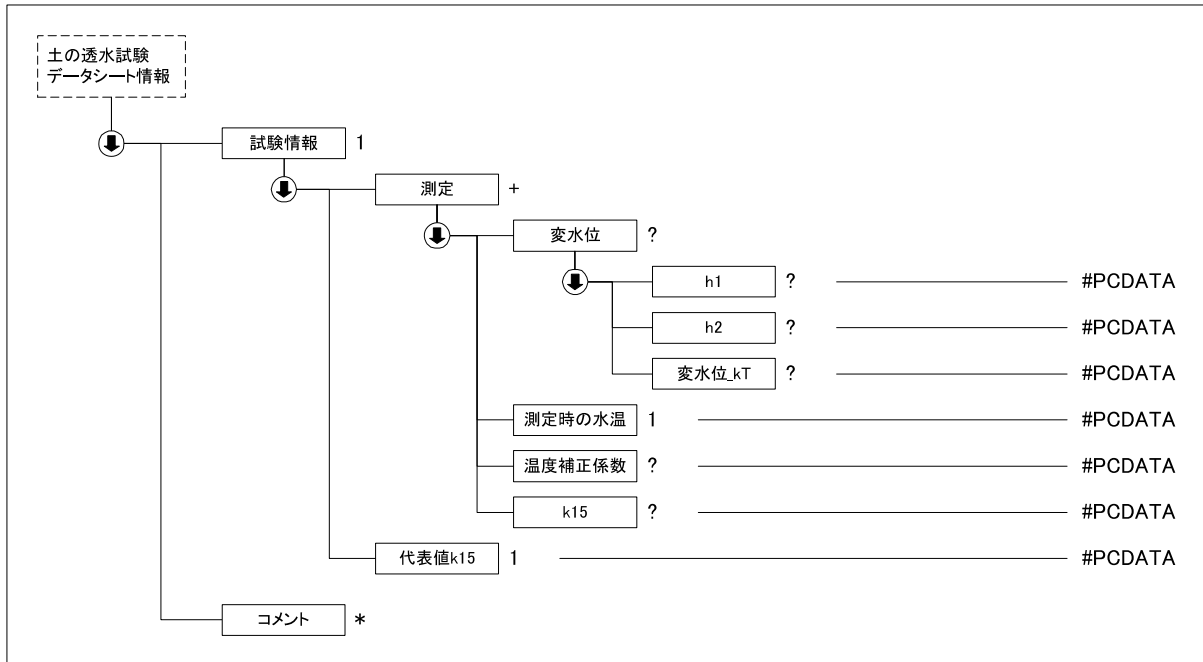 土の透水試験
データシート情報
試験情報 1
測定 +
変水位 ?
h1 ? #PCDATA
h2 ? #PCDATA
変水位_kT ? #PCDATA
測定時の水温 1 #PCDATA
温度補正係数 ? #PCDATA
k15 ? #PCDATA
代表値k15 1 #PCDATA
コメント *